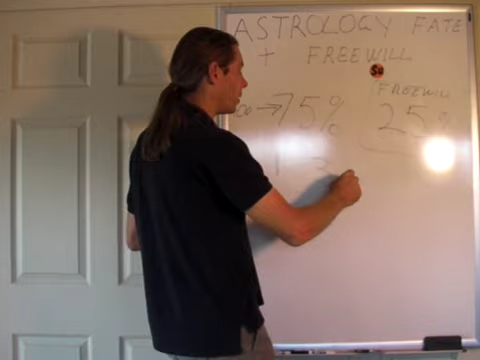 ASTROLOGY FATE
+ FREEWILL
FREEWILL
75% 25%